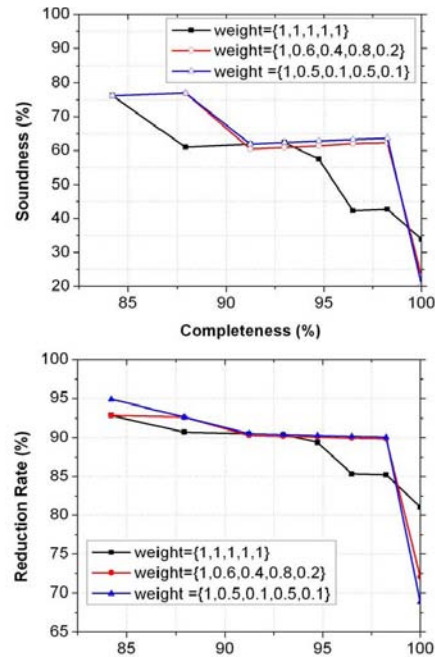 100
90
80
70
60
50
40
30
20
Soundness (%)
weight={1,1,1,1,1}
weight={1,0.6,0.4,0.8,0.2}
weight ={1,0.5,0.1,0.5,0.1}
85 90 95 100
Completeness (%)
100
95
90
85
80
75
70
65
Reduction Rate (%)
weight={1,1,1,1,1}
weight={1,0.6,0.4,0.8,0.2}
weight ={1,0.5,0.1,0.5,0.1}
85 90 95 100